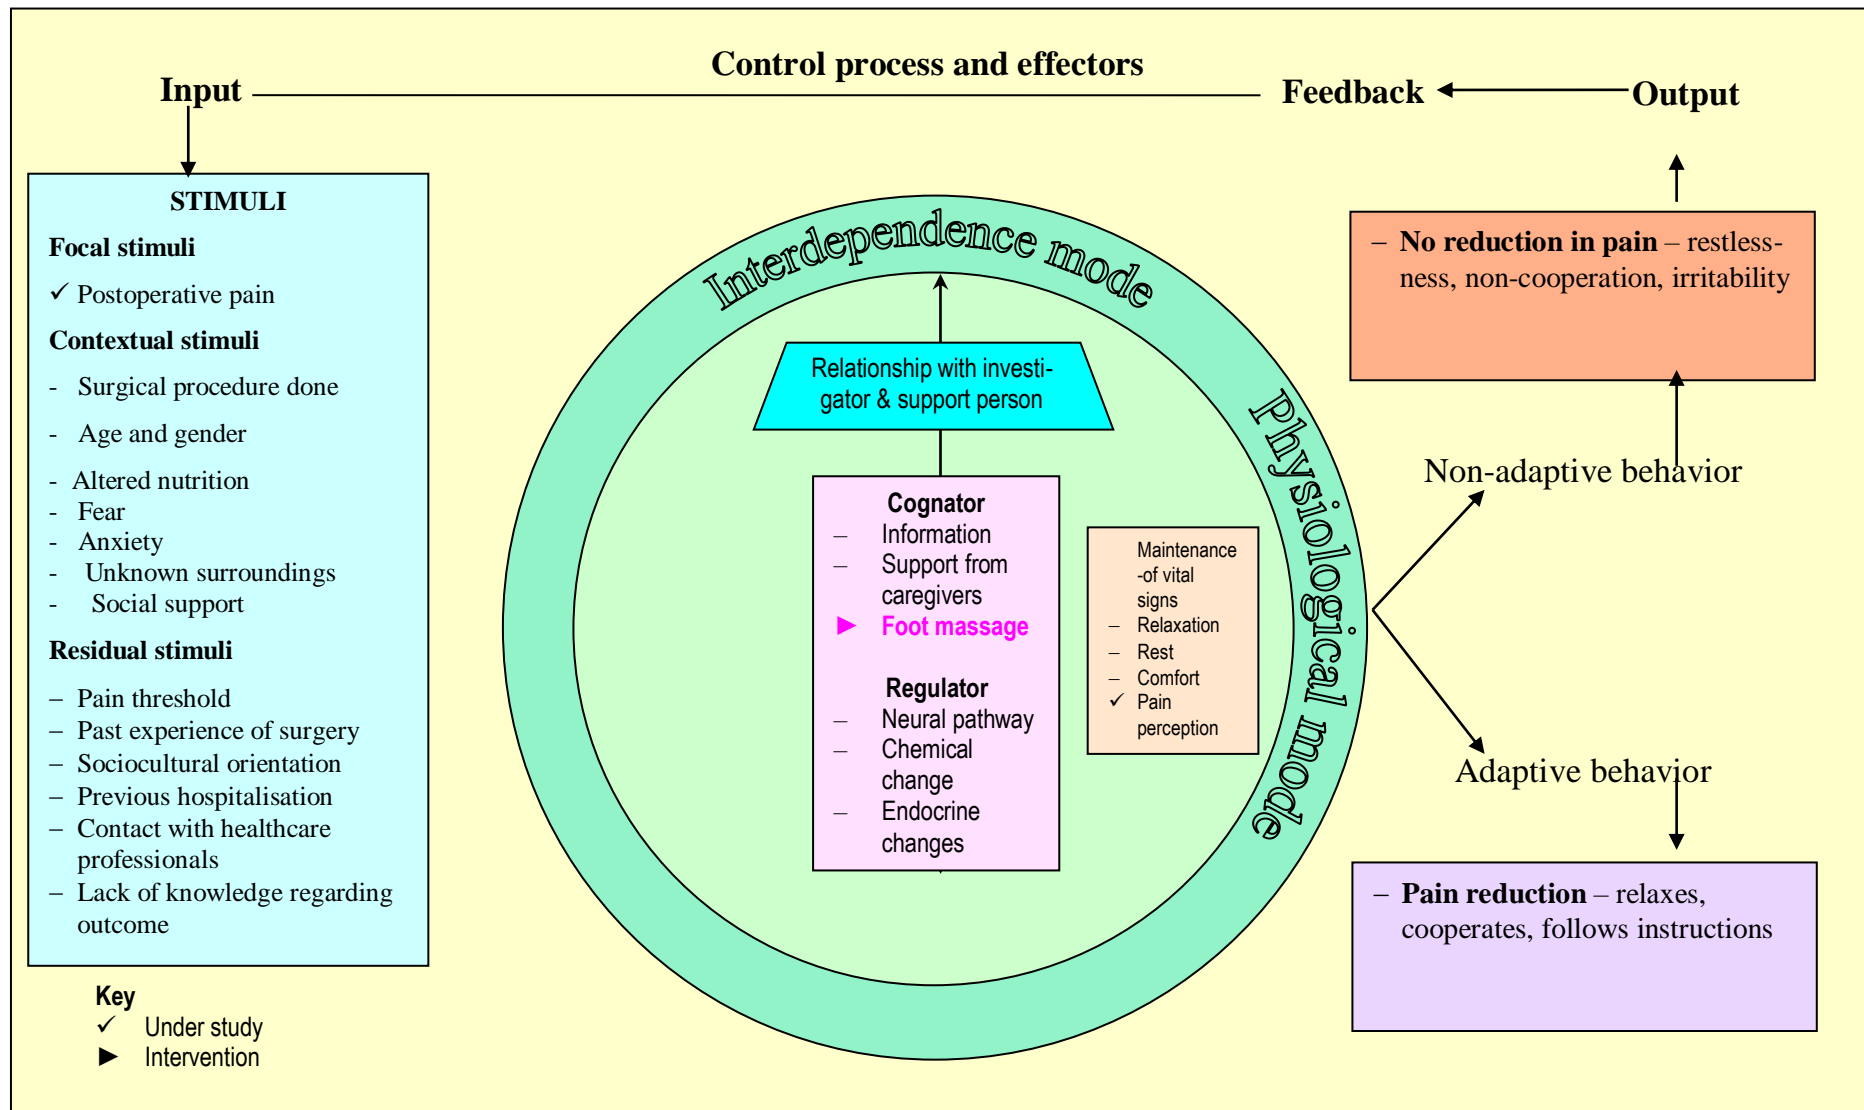 Control process and effectors
Input
Feedback
Output
STIMULI
Focal stimuli
✓ Postoperative pain
Contextual stimuli
- Surgical procedure done
- Age and gender
- Altered nutrition
- Fear
- Anxiety
- Unknown surroundings
- Social support
Residual stimuli
– Pain threshold
– Past experience of surgery
– Sociocultural orientation
– Previous hospitalisation
– Contact with healthcare
professionals
– Lack of knowledge regarding
outcome
Key
✓ Under study
► Intervention
Interdependence mode
Relationship with investi-
gator & support person
Cognator
– Information
– Support from
caregivers
► Foot massage
Regulator
– Neural pathway
– Chemical
change
– Endocrine
changes
Maintenance
-of vital
signs
– Relaxation
– Rest
– Comfort
✓ Pain
perception
Physiological mode
– No reduction in pain – restless-
ness, non-cooperation, irritability
Non-adaptive behavior
Adaptive behavior
– Pain reduction – relaxes,
cooperates, follows instructions